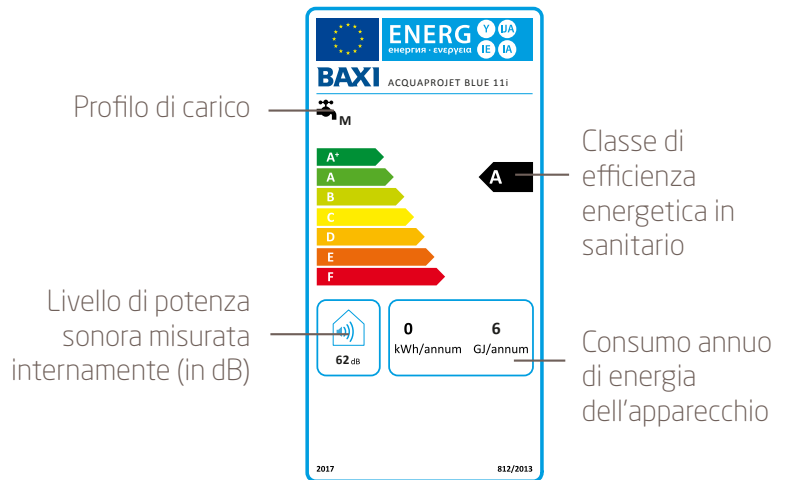 ENERG Y UA
енергия · ενεργεια IE IA
BAXI ACQUAPROJET BLUE 11i
Profilo di carico
M
A+
A
B
C
D
E
F
A
Classe di
efficienza
energetica in
sanitario
Livello di potenza
sonora misurata
internamente (in dB)
62 dB
0
kWh/annum
6
GJ/annum
Consumo annuo
di energia
dell'apparecchio
2017
812/2013